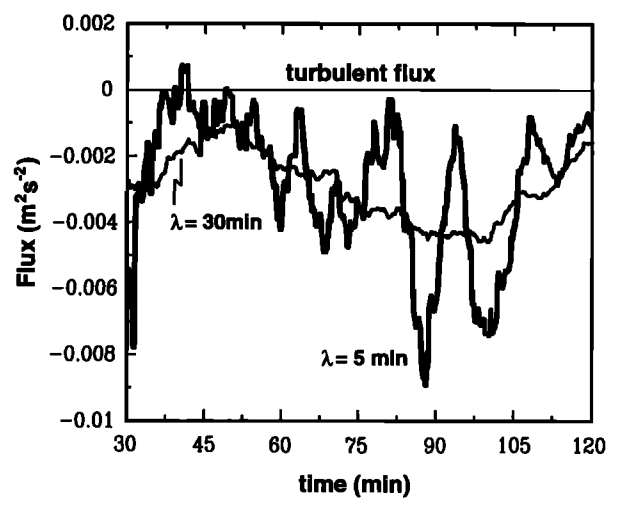 0.002
turbulent flux
0
−0.002
λ= 30min
−0.004
Flux (m²s⁻²)
−0.006
−0.008
λ= 5 min
−0.01
30 45 60 75 90 105 120
time (min)